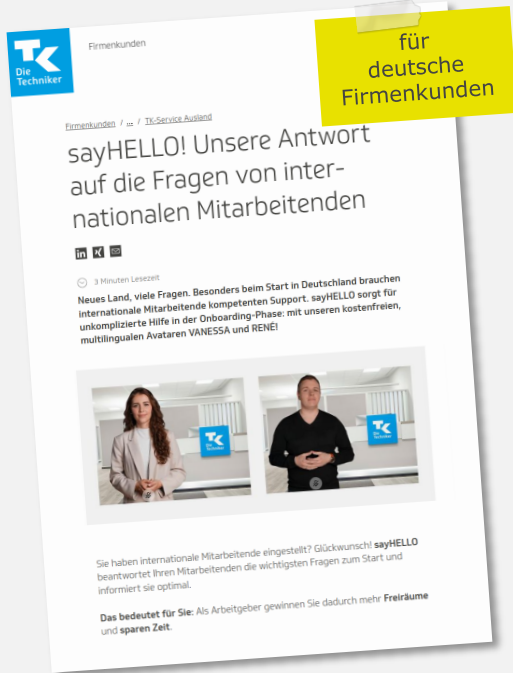 TK
Die
Techniker
Firmenkunden
für
deutsche
Firmenkunden
Firmenkunden / ... / TK-Service Ausland
sayHELLO! Unsere Antwort
auf die Fragen von inter-
nationalen Mitarbeitenden
in
3 Minuten Lesezeit
Neues Land, viele Fragen. Besonders beim Start in Deutschland brauchen
internationale Mitarbeitende kompetenten Support. sayHELLO sorgt für
unkomplizierte Hilfe in der Onboarding-Phase: mit unseren kostenfreien,
multilingualen Avataren VANESSA und RENÉ!
TK
Die
Techniker
TK
Die
Techniker
Sie haben internationale Mitarbeitende eingestellt? Glückwunsch! sayHELLO
beantwortet Ihren Mitarbeitenden die wichtigsten Fragen zum Start und
informiert sie optimal.
Das bedeutet für Sie: Als Arbeitgeber gewinnen Sie dadurch mehr Freiräume
und sparen Zeit.